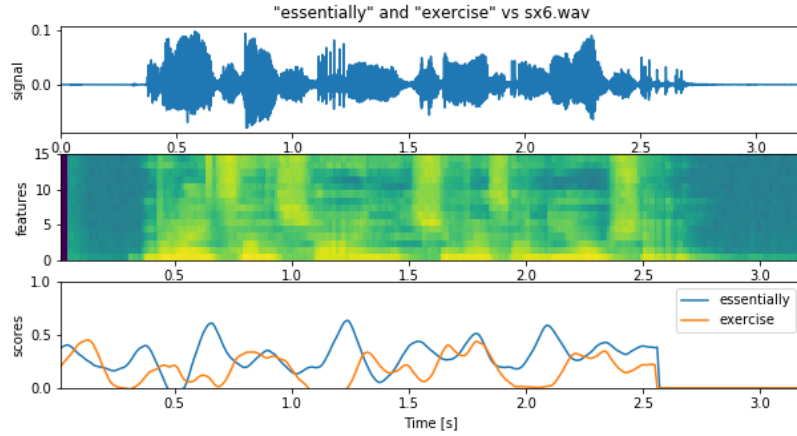 "essentially" and "exercise" vs sx6.wav
0.1
0.0
signal
0.0 0.5 1.0 1.5 2.0 2.5 3.0
15
10
5
0
features
0.5 1.0 1.5 2.0 2.5 3.0
1.0
0.5
0.0
scores
essentially
exercise
0.5 1.0 1.5 2.0 2.5 3.0
Time [s]